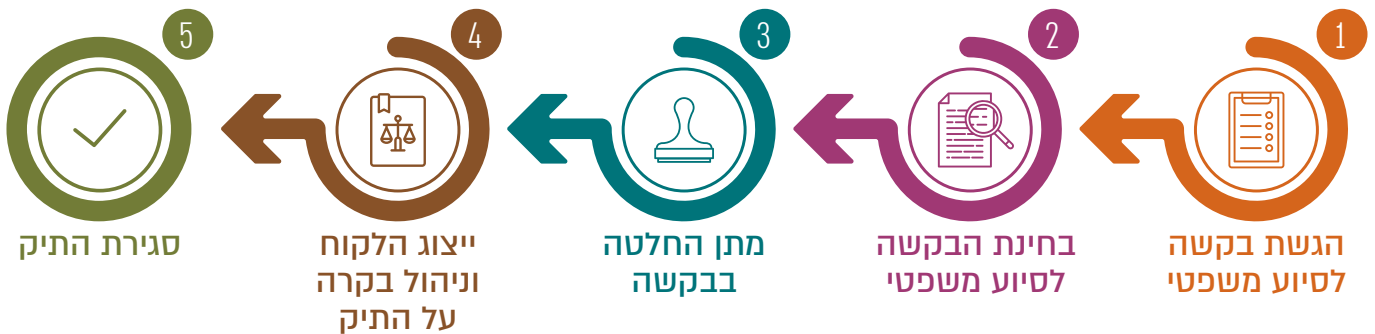 1
הגשת בקשה
לסיוע משפטי
2
בחינת הבקשה
לסיוע משפטי
3
מתן החלטה
בבקשה
4
ייצוג הלקוח
וניהול בקרה
על התיק
5
סגירת התיק